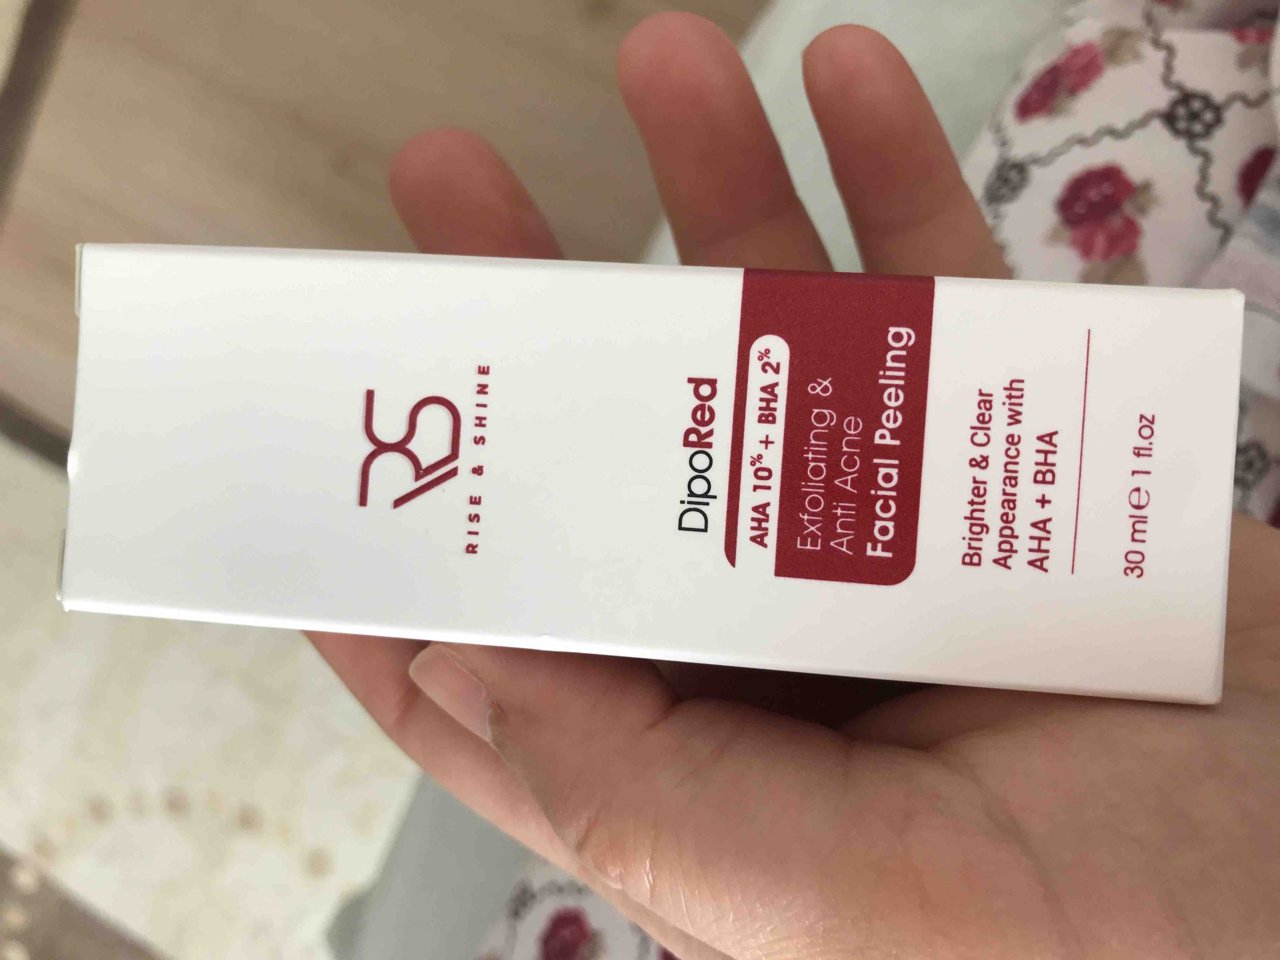 RS
RISE & SHINE
DipoRed
AHA 10% + BHA 2%
Exfoliating &
Anti Acne
Facial Peeling
Brighter & Clear
Appearance with
AHA + BHA
30 ml ℮ 1 fl.oz